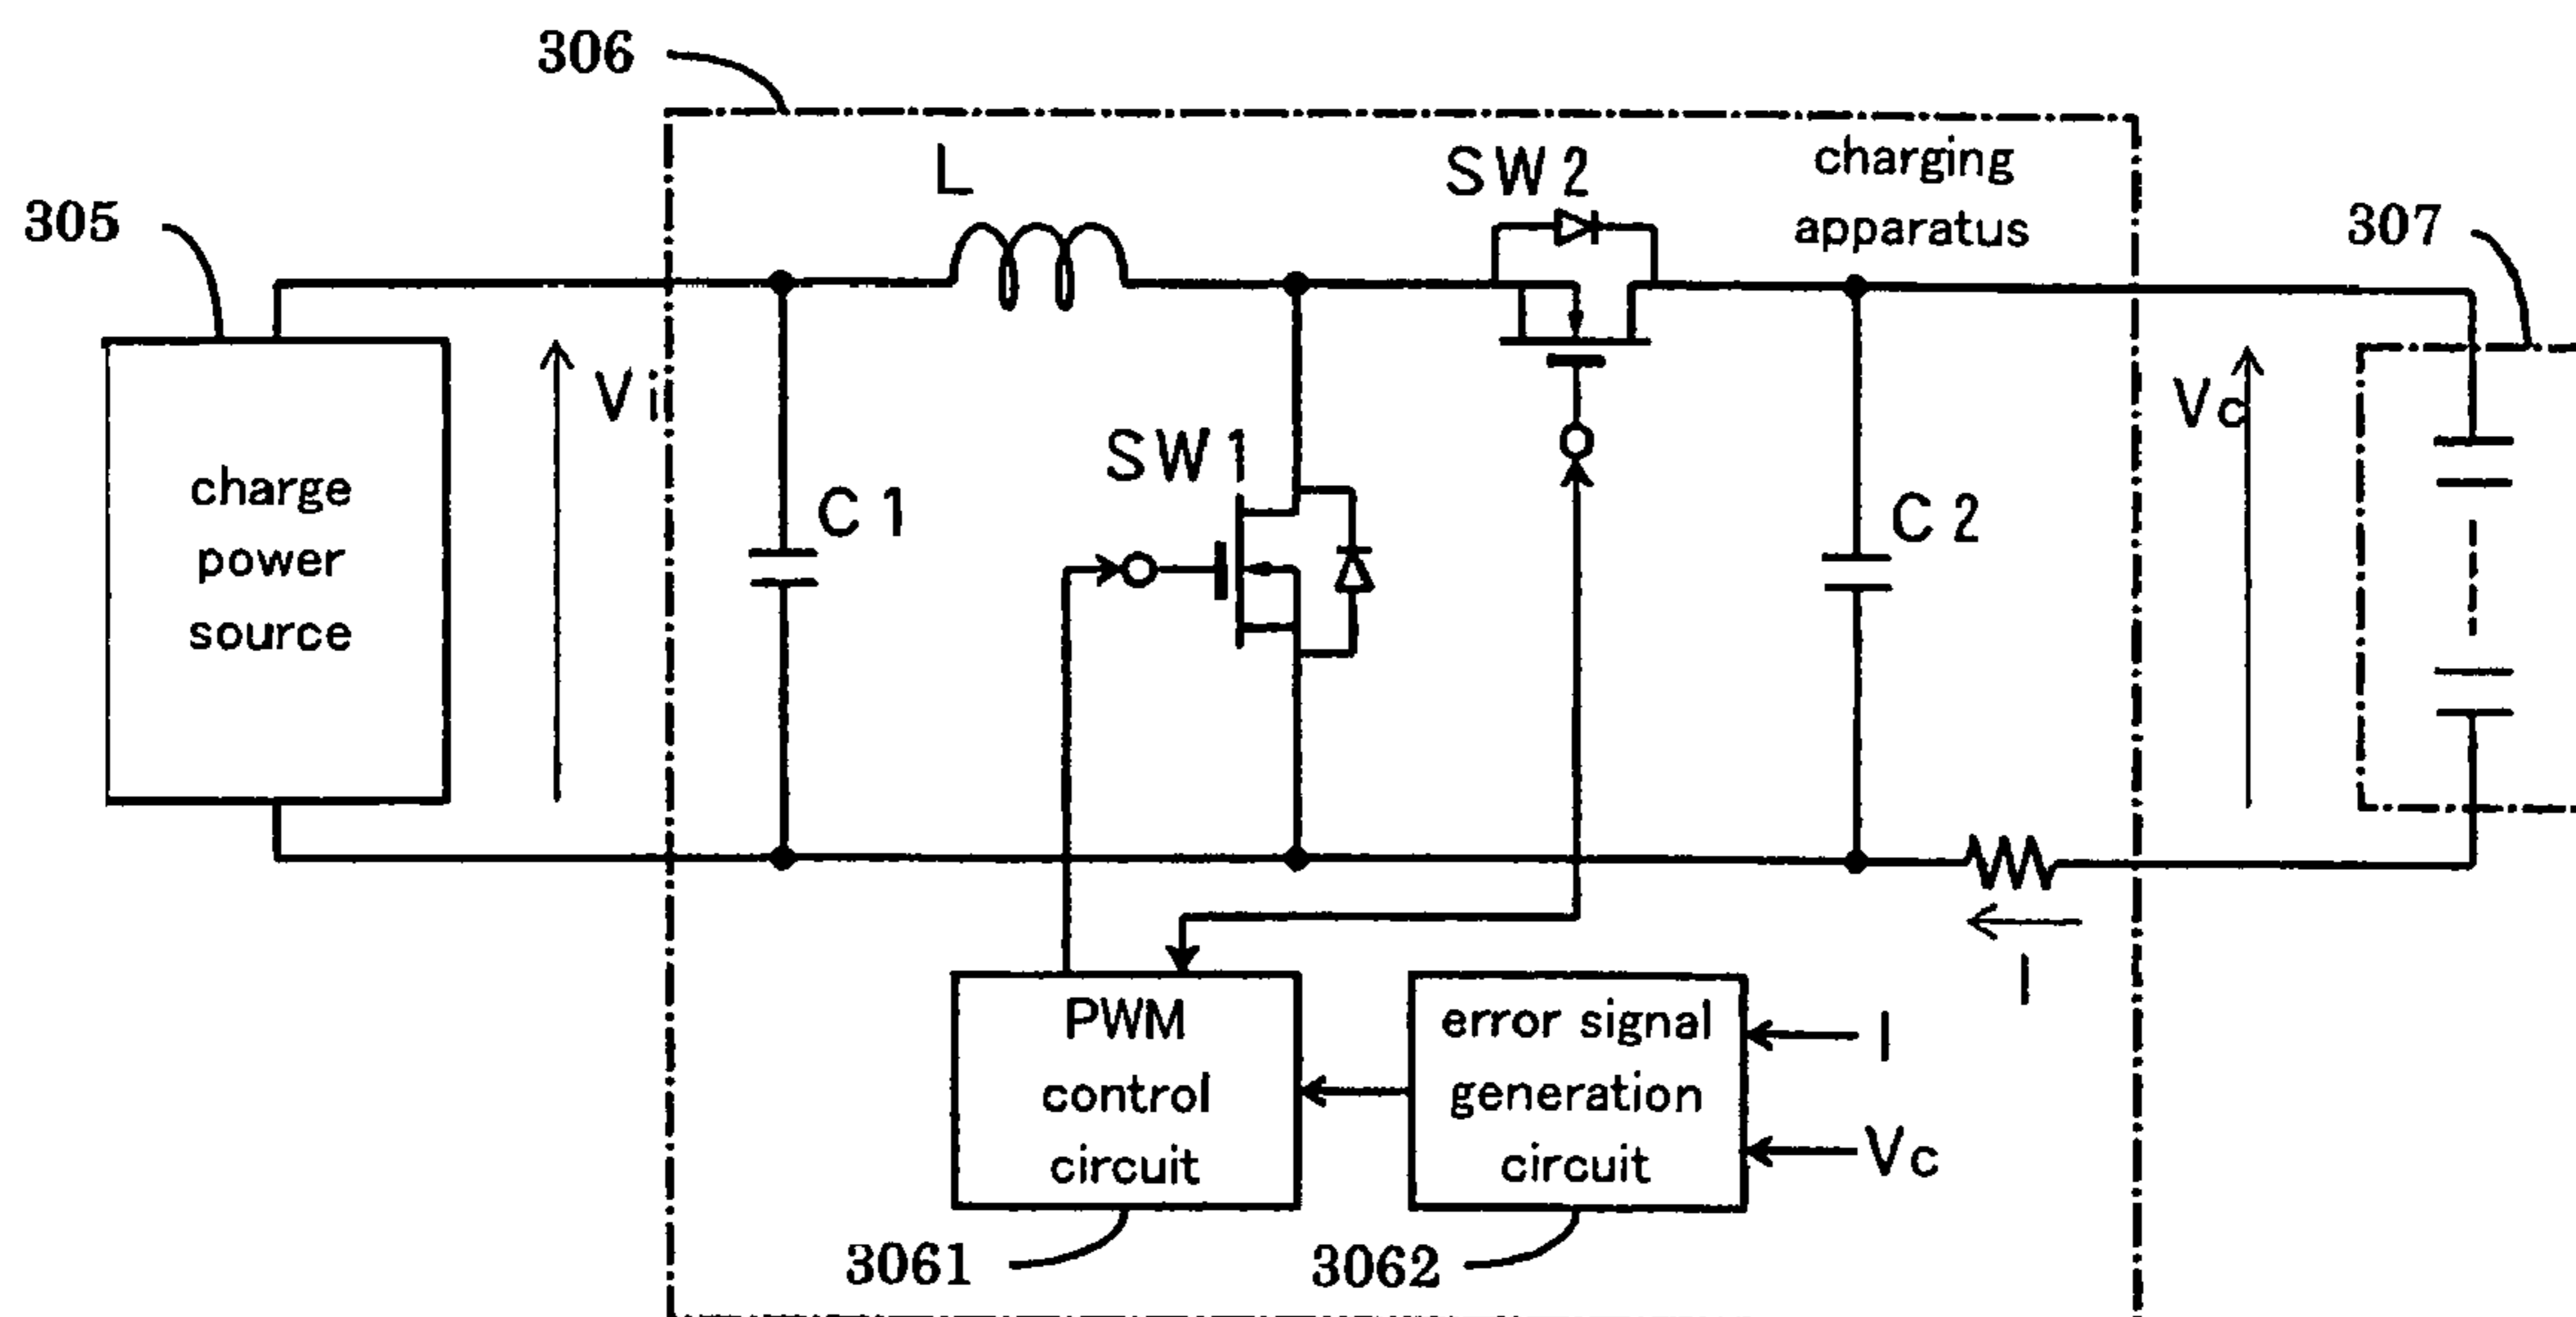 306
L
SW2
charging
apparatus
305
307
Vi
Vc
SW1
C1
C2
charge
power
source
I
PWM
control
circuit
error signal
generation
circuit
I
Vc
3061
3062